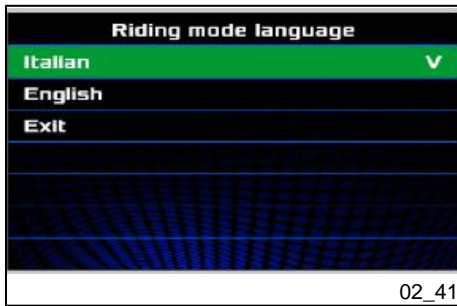 Riding mode language
Italian V
English
Exit
02_41